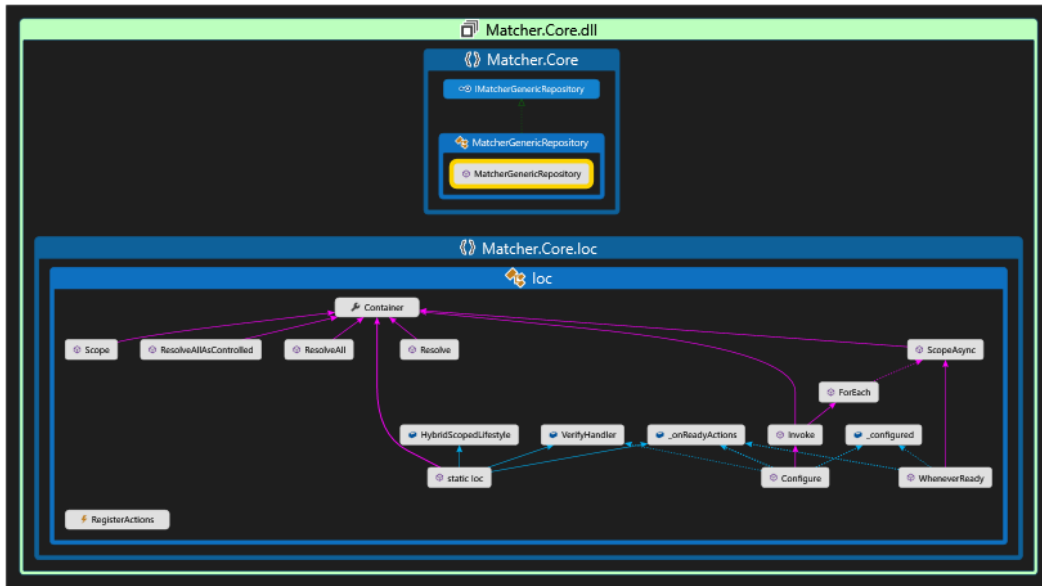 Matcher.Core.dll
Matcher.Core
IMatcherGenericRepository
MatcherGenericRepository
MatcherGenericRepository
Matcher.Core.Ioc
Ioc
Container
Scope
ResolveAllAsControlled
ResolveAll
Resolve
ScopeAsync
ForEach
HybridScopedLifestyle
VerifyHandler
_onReadyActions
Invoke
_configured
static Ioc
Configure
WheneverReady
RegisterActions